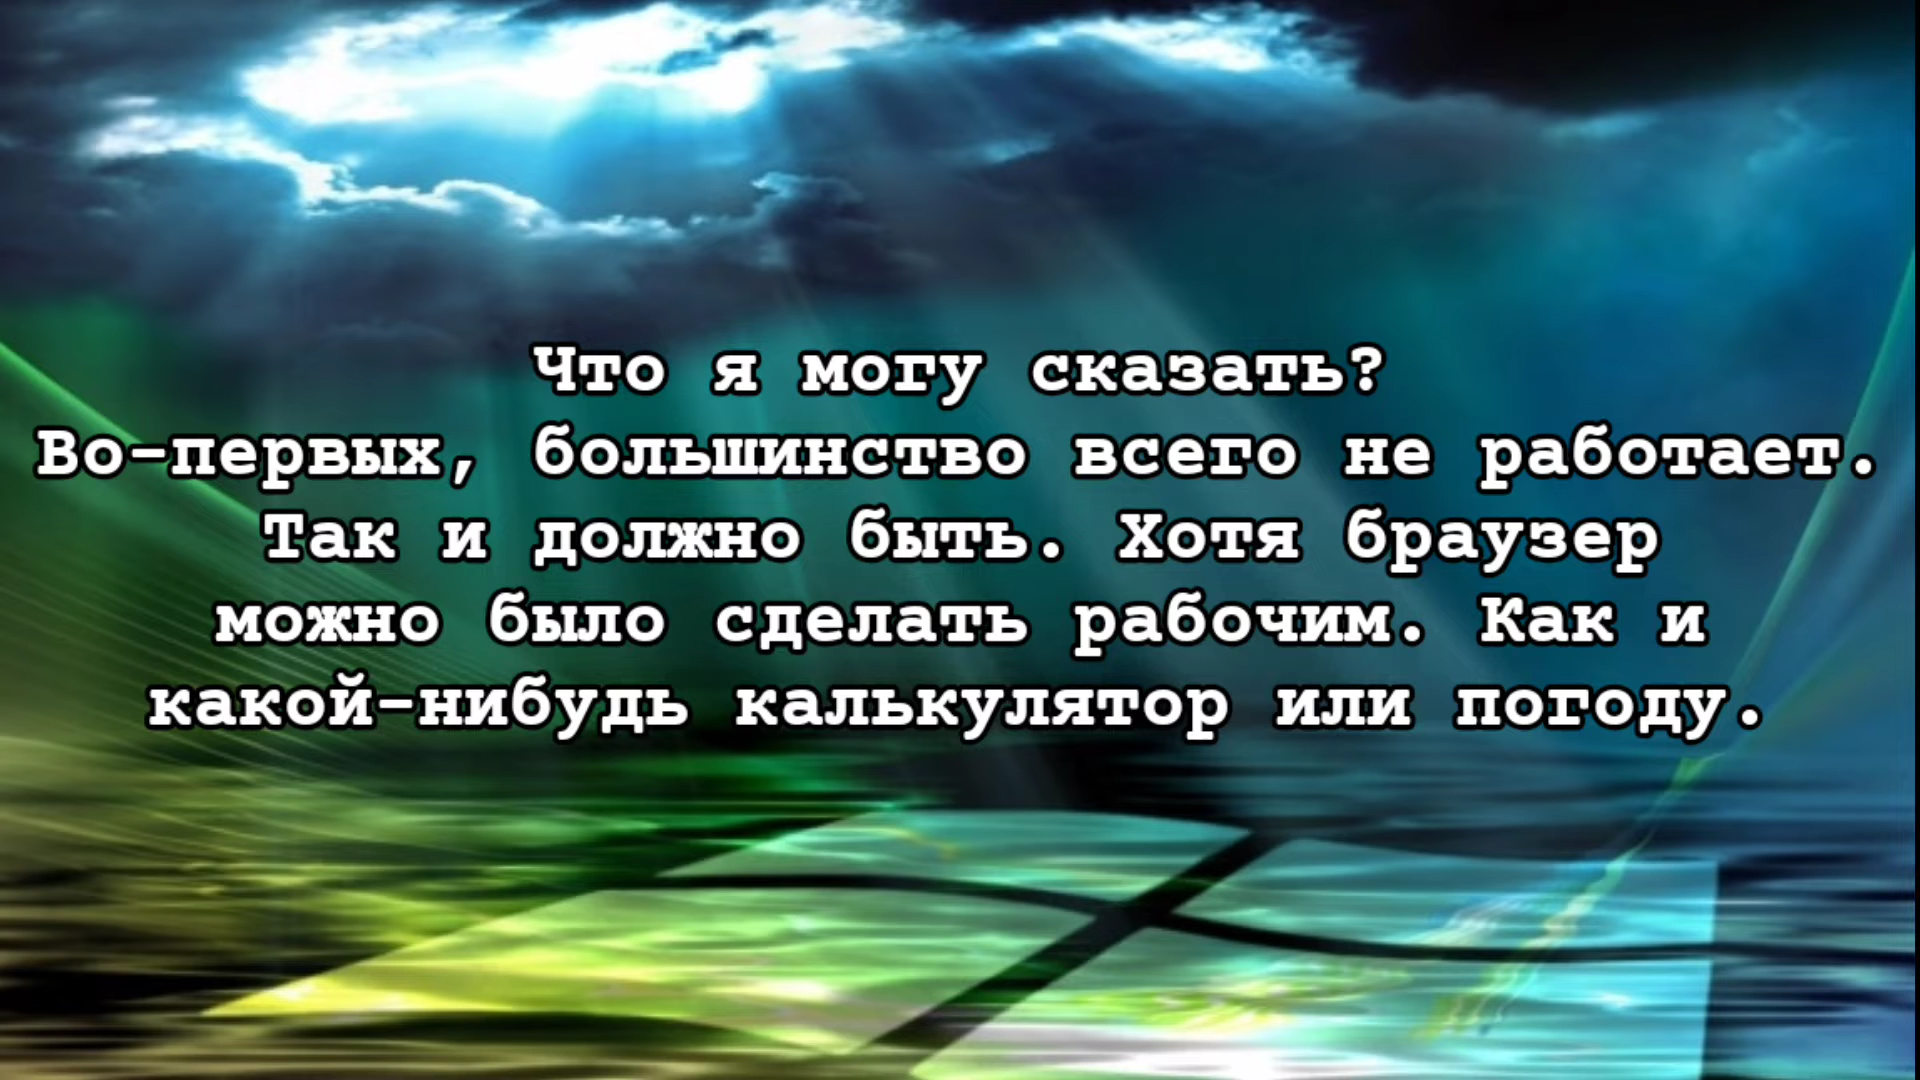 Что я могу сказать?
Во-первых, большинство всего не работает.
Так и должно быть. Хотя браузер
можно было сделать рабочим. Как и
какой-нибудь калькулятор или погоду.